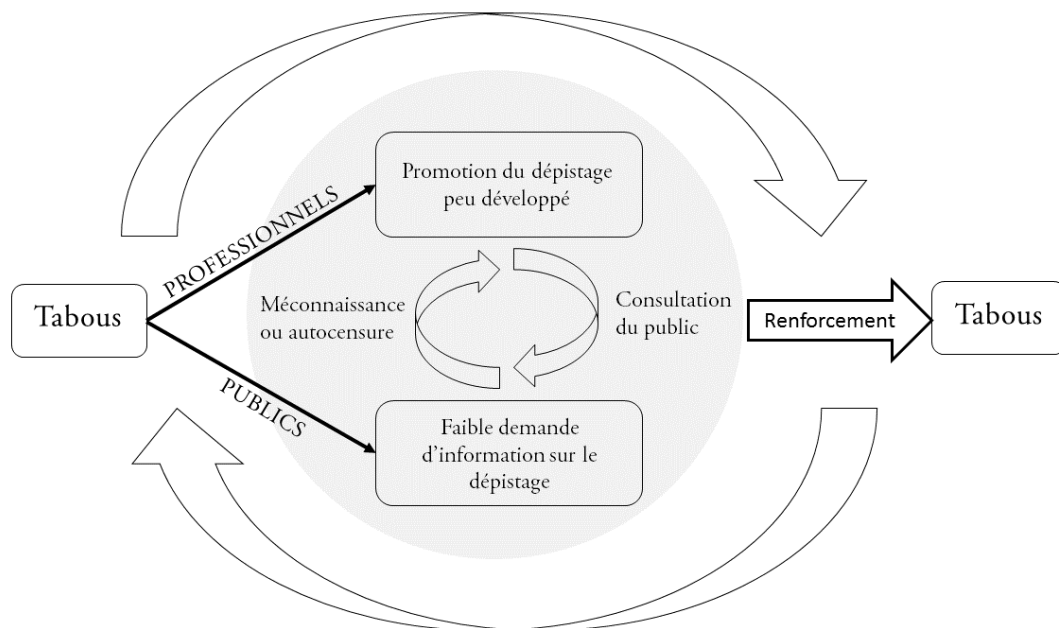 Promotion du dépistage
peu développé
PROFESSIONNELS
Tabous
Méconnaissance
ou autocensure
Consultation
du public
Renforcement
Tabous
PUBLICS
Faible demande
d'information sur le
dépistage